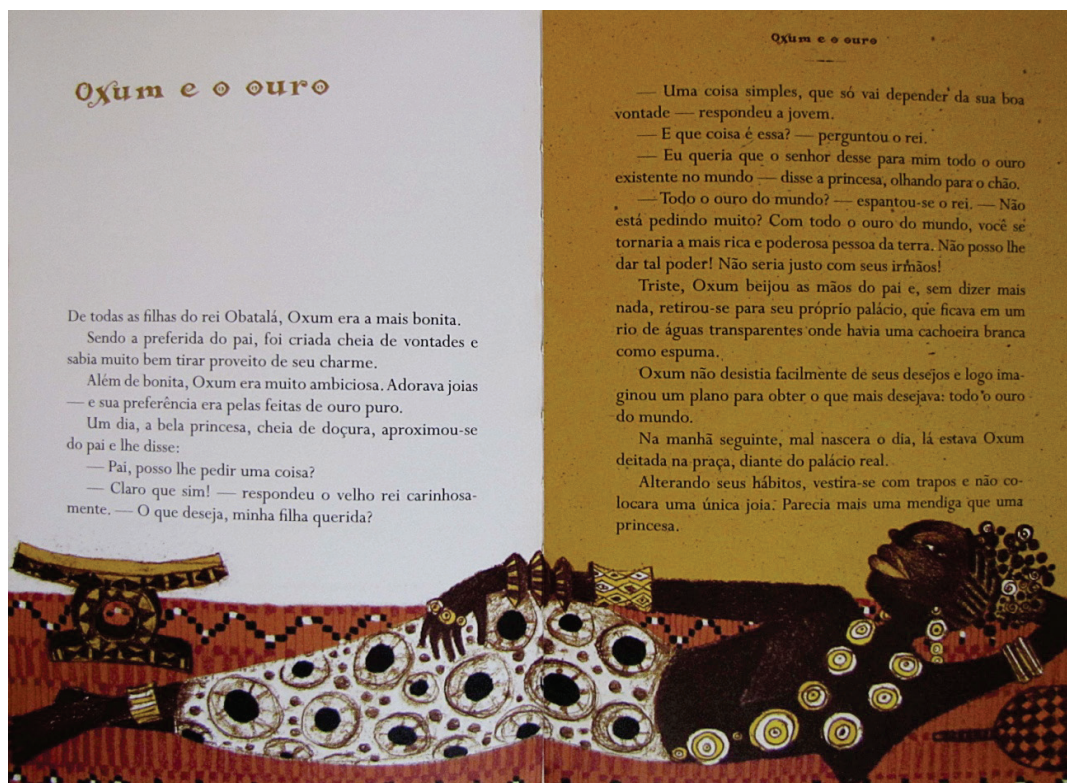 Oxum e o ouro
De todas as filhas do rei Obatalá, Oxum era a mais bonita.
Sendo a preferida do pai, foi criada cheia de vontades e
sabia muito bem tirar proveito de seu charme.
Além de bonita, Oxum era muito ambiciosa. Adorava joias
— e sua preferência era pelas feitas de ouro puro.
Um dia, a bela princesa, cheia de doçura, aproximou-se
do pai e lhe disse:
— Pai, posso lhe pedir uma coisa?
— Claro que sim! — respondeu o velho rei carinhosa-
mente. — O que deseja, minha filha querida?
Oxum e o ouro
— Uma coisa simples, que só vai depender da sua boa
vontade — respondeu a jovem.
— E que coisa é essa? — perguntou o rei.
— Eu queria que o senhor desse para mim todo o ouro
existente no mundo — disse a princesa, olhando para o chão.
— Todo o ouro do mundo? — espantou-se o rei. — Não
está pedindo muito? Com todo o ouro do mundo, você se
tornaria a mais rica e poderosa pessoa da terra. Não posso lhe
dar tal poder! Não seria justo com seus irmãos!
Triste, Oxum beijou as mãos do pai e, sem dizer mais
nada, retirou-se para seu próprio palácio, que ficava em um
rio de águas transparentes onde havia uma cachoeira branca
como espuma.
Oxum não desistia facilmente de seus desejos e logo ima-
ginou um plano para obter o que mais desejava: todo o ouro
do mundo.
Na manhã seguinte, mal nascera o dia, lá estava Oxum
deitada na praça, diante do palácio real.
Alterando seus hábitos, vestira-se com trapos e não co-
locara uma única joia. Parecia mais uma mendiga que uma
princesa.